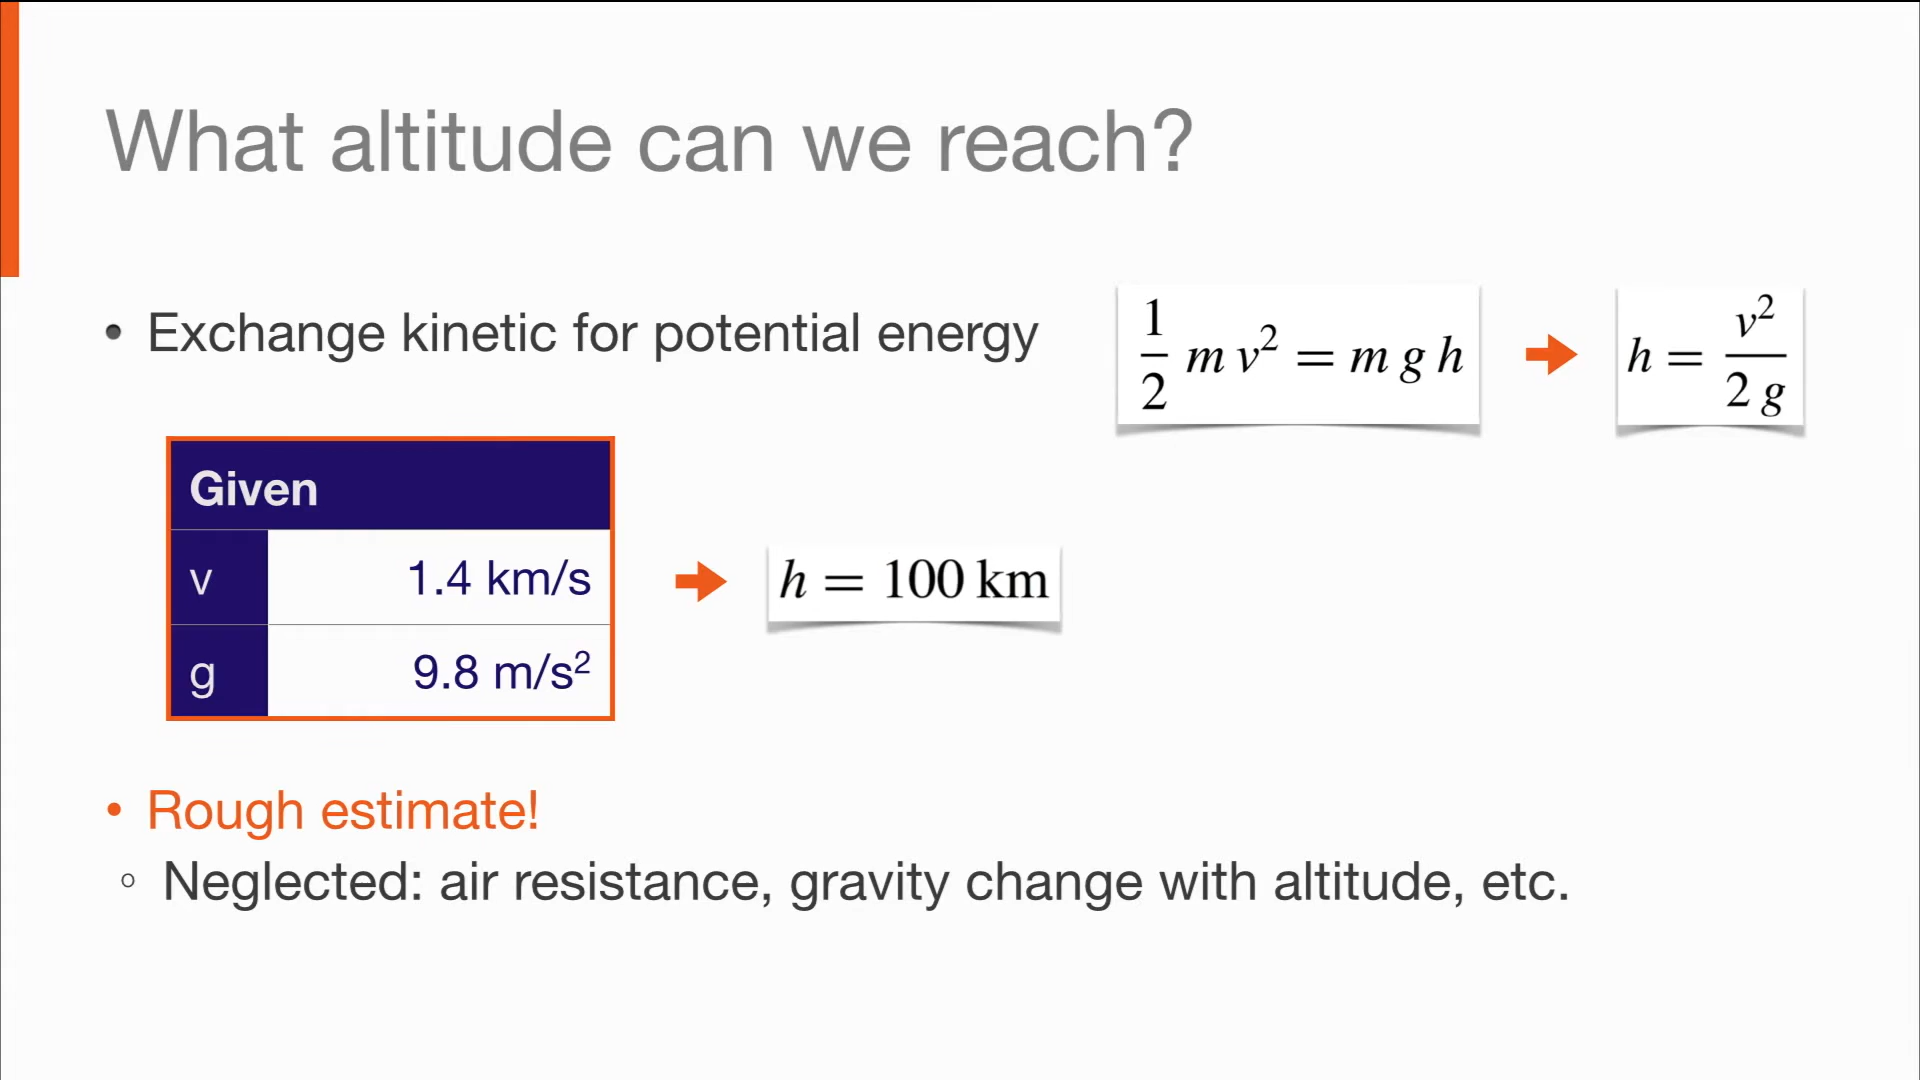 What altitude can we reach?
• Exchange kinetic for potential energy
1/2 m v² = m g h
h = v² / 2 g
Given
v 1.4 km/s
g 9.8 m/s²
h = 100 km
• Rough estimate!
◦ Neglected: air resistance, gravity change with altitude, etc.